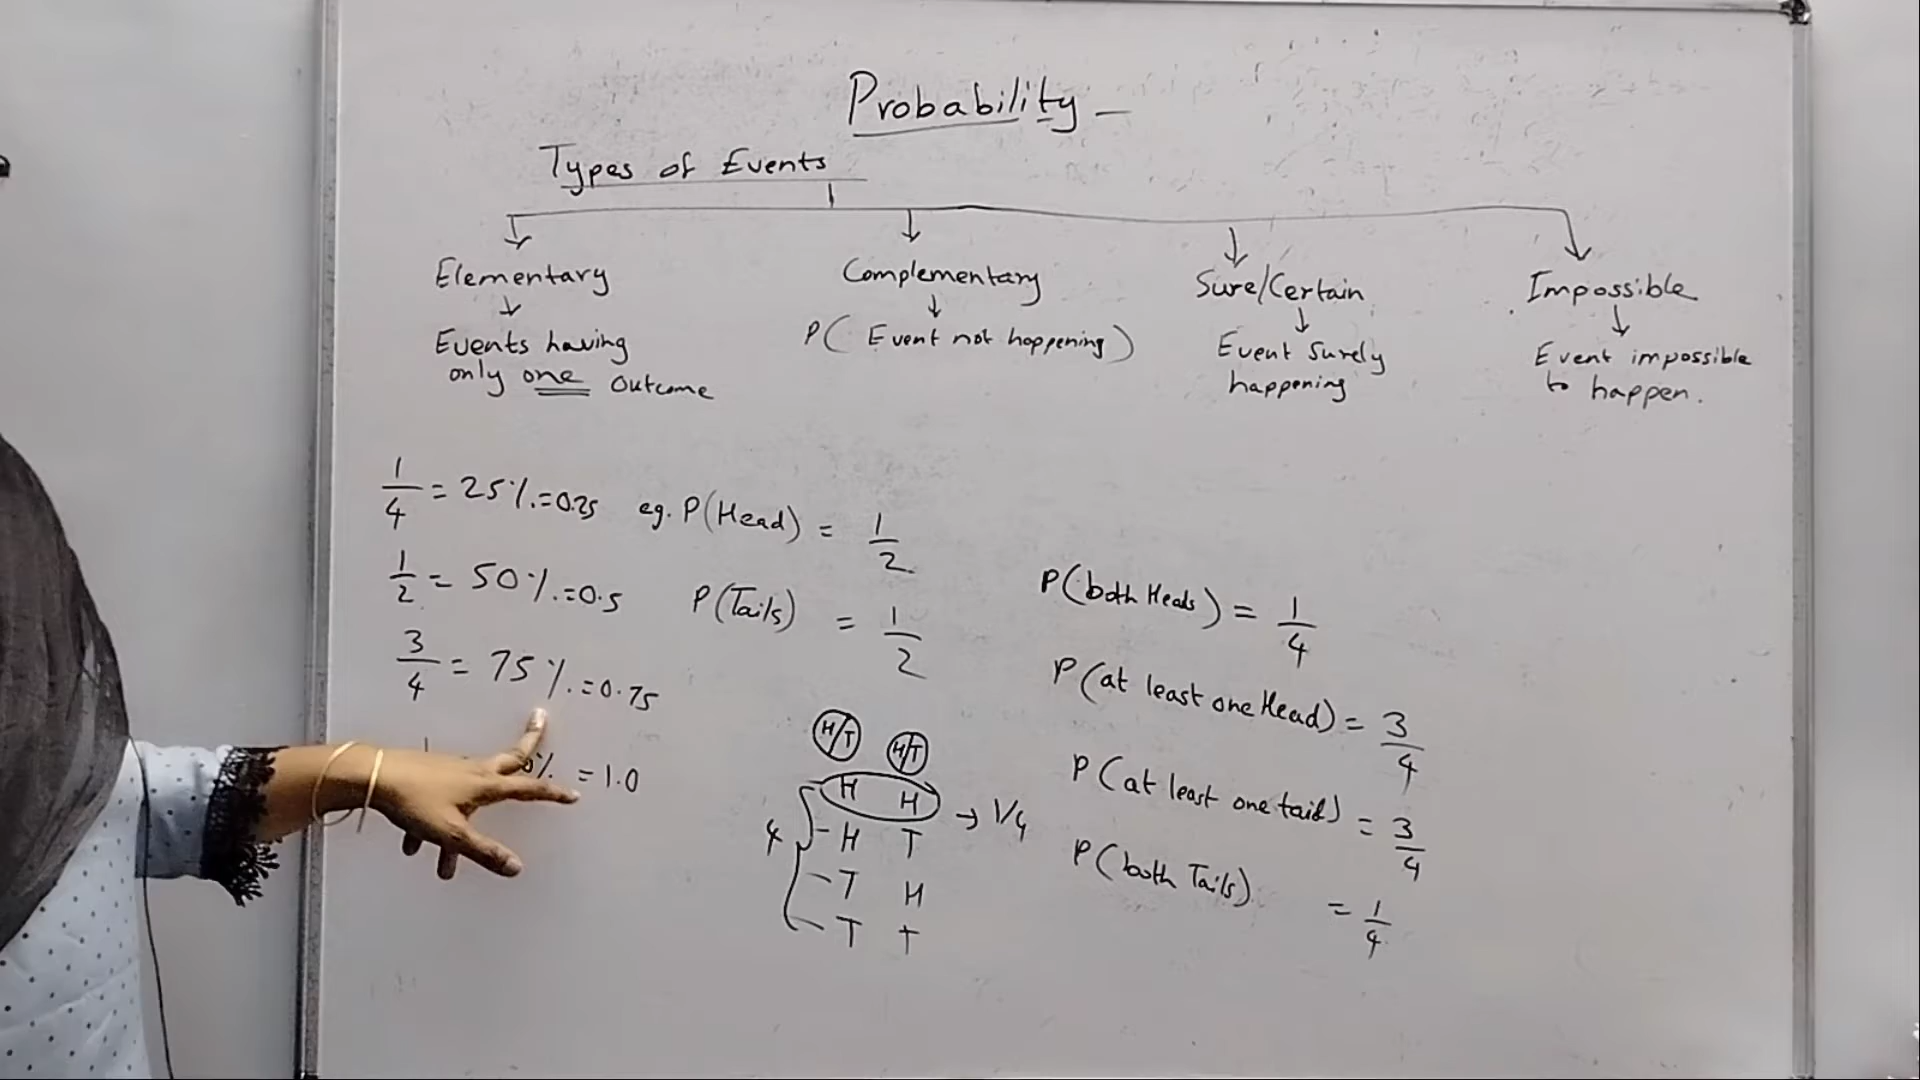 Probability
Types of Events
Elementary
Events having
only one outcome
Complementary
P( Event not happening)
Sure/Certain
Event Surely
happening
Impossible
Event impossible
to happen.
1/4 = 25% = 0.25
1/2 = 50% = 0.5
3/4 = 75% = 0.75
= 1.0
eg. P(Head) = 1/2
P(Tails) = 1/2
H/T H/T
H H → 1/4
4
H T
T H
T T
P(both Heads) = 1/4
P(at least one Head) = 3/4
P(at least one tail) = 3/4
P(both Tails) = 1/4